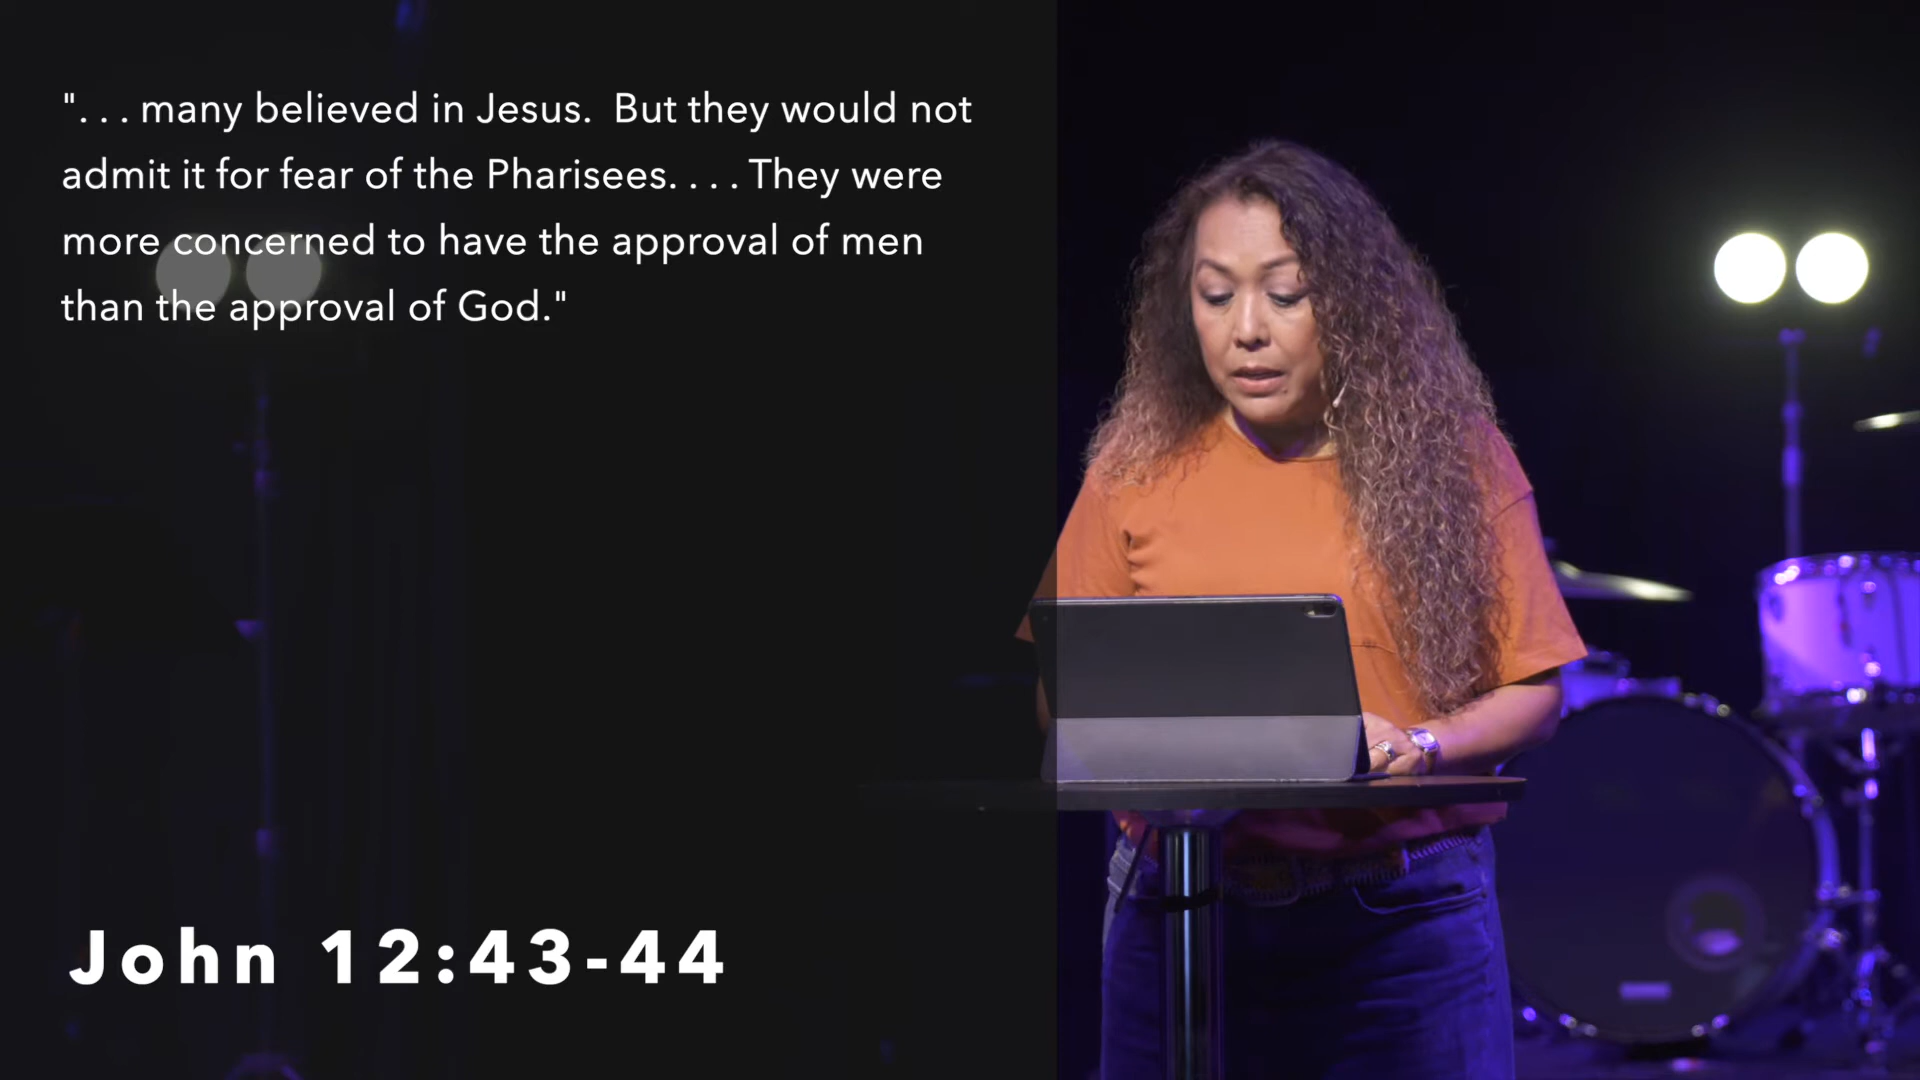 ". . . many believed in Jesus.  But they would not
admit it for fear of the Pharisees. . . . They were
more concerned to have the approval of men
than the approval of God."
John 12:43-44